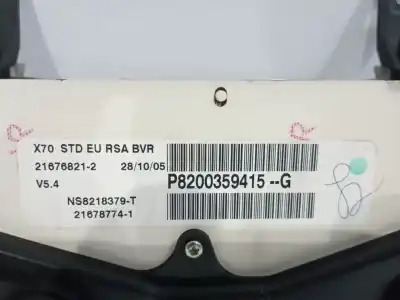 X70 STD EU RSA BVR
21676821-2 28/10/05
V5.4
P8200359415--G
NS8218379-T
21678774-1
R
R